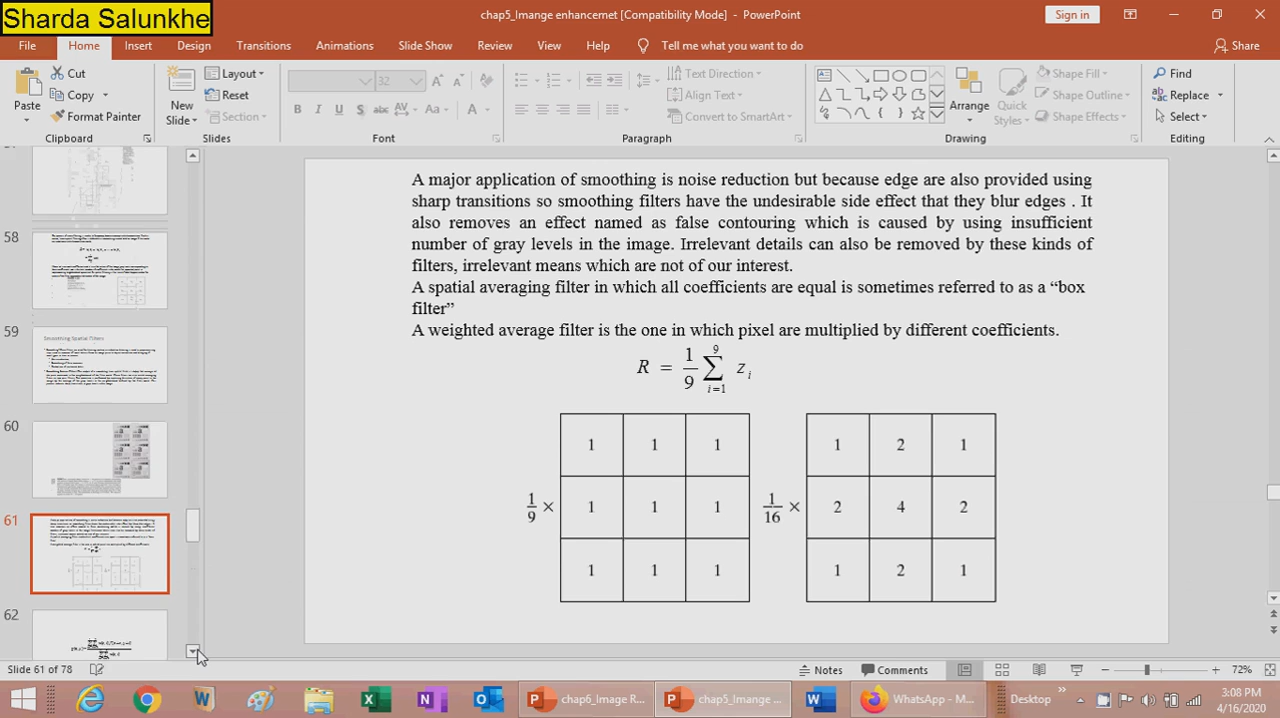 Sharda Salunkhe
chap5_Imange enhancemet [Compatibility Mode] - PowerPoint
Sign in
File Home Insert Design Transitions Animations Slide Show Review View Help Tell me what you want to do Share
Paste
Cut
Copy
Format Painter
Clipboard
New Slide
Layout
Reset
Section
Slides
32
B I U S abc AV Aa A
Font
Text Direction
Align Text
Convert to SmartArt
Paragraph
Arrange
Quick Styles
Shape Fill
Shape Outline
Shape Effects
Drawing
Find
Replace
Select
Editing
58
59
Smoothing Spatial Filters
60
61
62
A major application of smoothing is noise reduction but because edge are also provided using
sharp transitions so smoothing filters have the undesirable side effect that they blur edges . It
also removes an effect named as false contouring which is caused by using insufficient
number of gray levels in the image. Irrelevant details can also be removed by these kinds of
filters, irrelevant means which are not of our interest.
A spatial averaging filter in which all coefficients are equal is sometimes referred to as a “box
filter”
A weighted average filter is the one in which pixel are multiplied by different coefficients.
R = 1/9 ∑ i=1 9 z i
1 1 1 1 2 1
1/9 × 1 1 1 1/16 × 2 4 2
1 1 1 1 2 1
Slide 61 of 78 Notes Comments 72%
chap6_Image R... chap5_Imange ... WhatsApp - M... Desktop 3:08 PM
4/16/2020